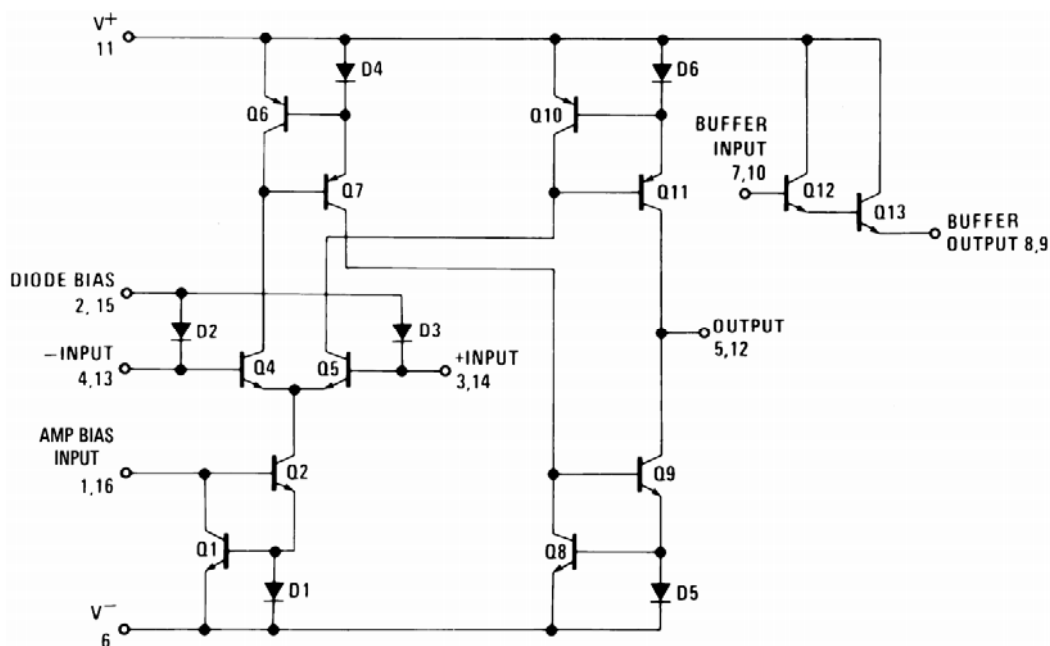 V+
11
D4
D6
Q6
Q10
BUFFER
INPUT
7,10
Q7
Q11
Q12
Q13
BUFFER
OUTPUT 8,9
DIODE BIAS
2, 15
D2
D3
OUTPUT
5,12
−INPUT
4,13
Q4
Q5
+INPUT
3,14
AMP BIAS
INPUT
1,16
Q2
Q9
Q1
Q8
D1
D5
V−
6